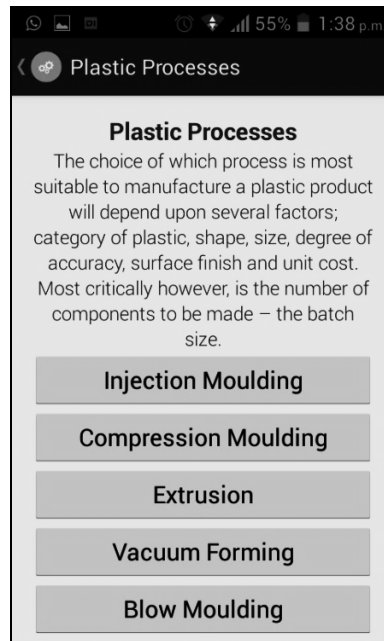 55% 1:38 p.m
Plastic Processes
Plastic Processes
The choice of which process is most
suitable to manufacture a plastic product
will depend upon several factors;
category of plastic, shape, size, degree of
accuracy, surface finish and unit cost.
Most critically however, is the number of
components to be made – the batch
size.
Injection Moulding
Compression Moulding
Extrusion
Vacuum Forming
Blow Moulding